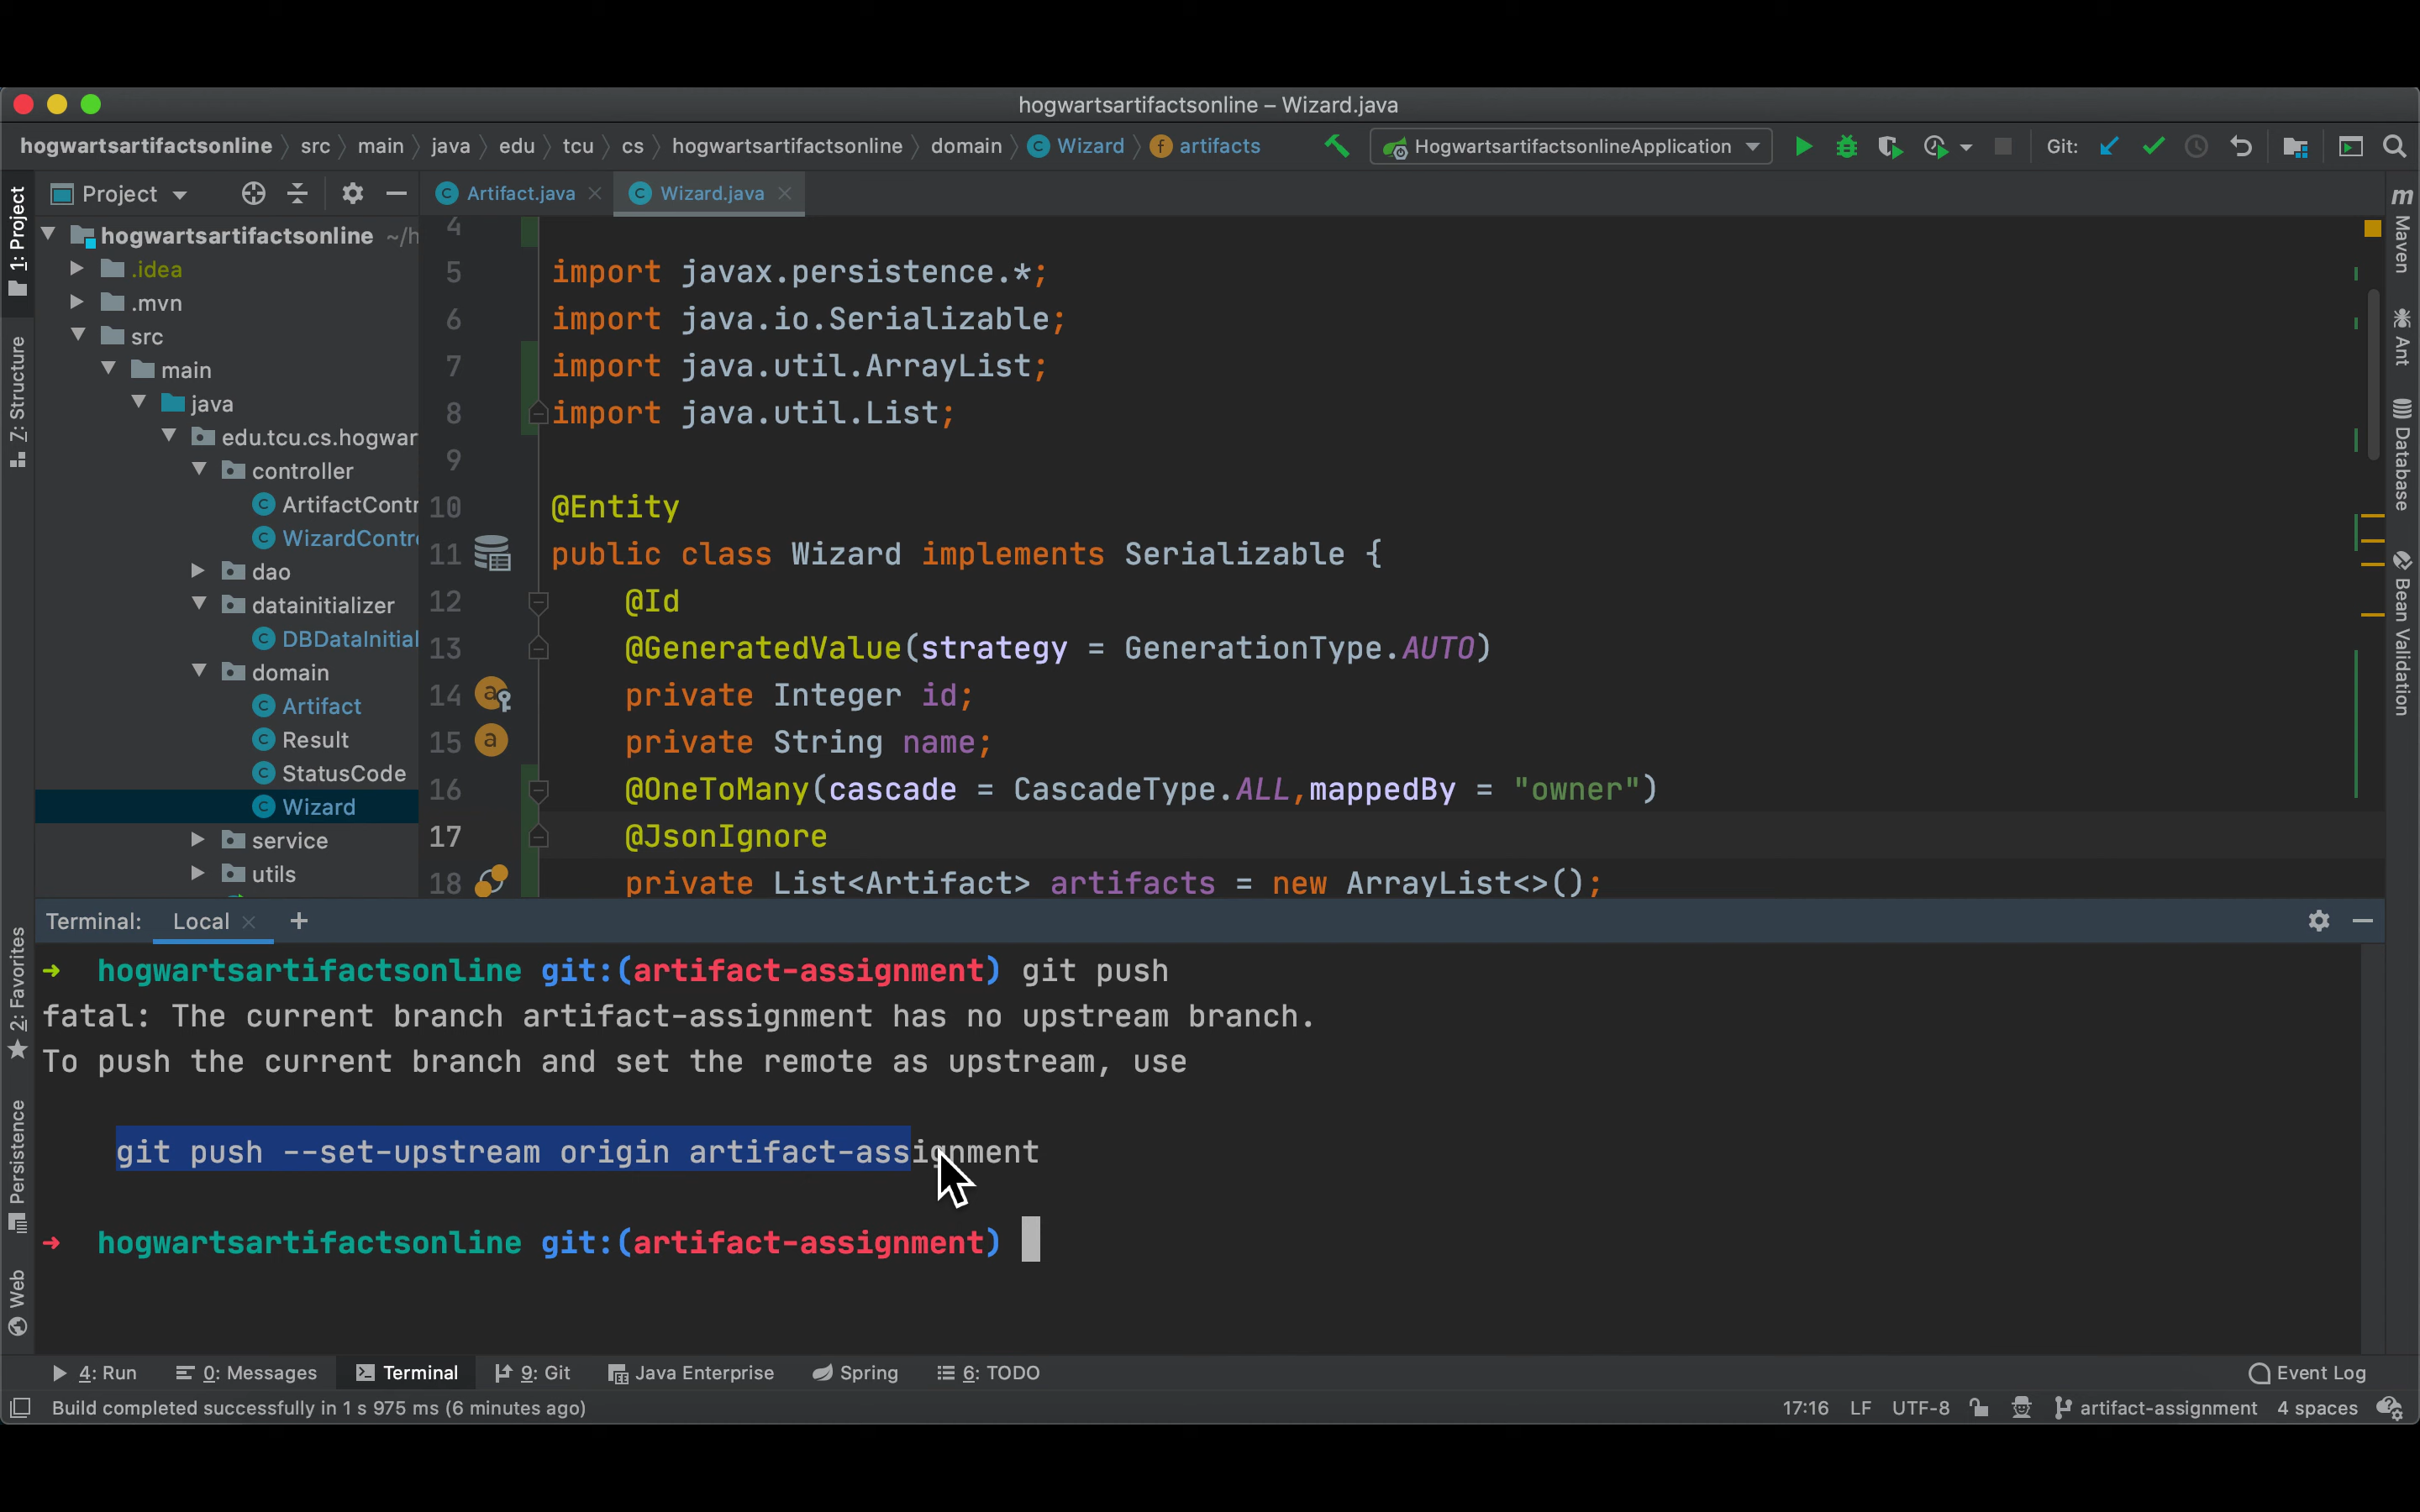 hogwartsartifactsonline – Wizard.java
hogwartsartifactsonline src main java edu tcu cs hogwartsartifactsonline domain Wizard artifacts HogwartsartifactsonlineApplication Git:
Project
Artifact.java Wizard.java
hogwartsartifactsonline ~/h
.idea
.mvn
src
main
java
edu.tcu.cs.hogwar
controller
ArtifactContr
WizardContr
dao
datainitializer
DBDataInitial
domain
Artifact
Result
StatusCode
Wizard
service
utils
4
5 import javax.persistence.*;
6 import java.io.Serializable;
7 import java.util.ArrayList;
8 import java.util.List;
9
10 @Entity
11 public class Wizard implements Serializable {
12 @Id
13 @GeneratedValue(strategy = GenerationType.AUTO)
14 private Integer id;
15 private String name;
16 @OneToMany(cascade = CascadeType.ALL,mappedBy = "owner")
17 @JsonIgnore
18 private List<Artifact> artifacts = new ArrayList<>();
1: Project
7: Structure
2: Favorites
Persistence
Web
Maven
Ant
Database
Bean Validation
Terminal: Local +
➜ hogwartsartifactsonline git:(artifact-assignment) git push
fatal: The current branch artifact-assignment has no upstream branch.
To push the current branch and set the remote as upstream, use
git push --set-upstream origin artifact-assignment
➜ hogwartsartifactsonline git:(artifact-assignment)
4: Run 0: Messages Terminal 9: Git Java Enterprise Spring 6: TODO Event Log
Build completed successfully in 1 s 975 ms (6 minutes ago) 17:16 LF UTF-8 artifact-assignment 4 spaces